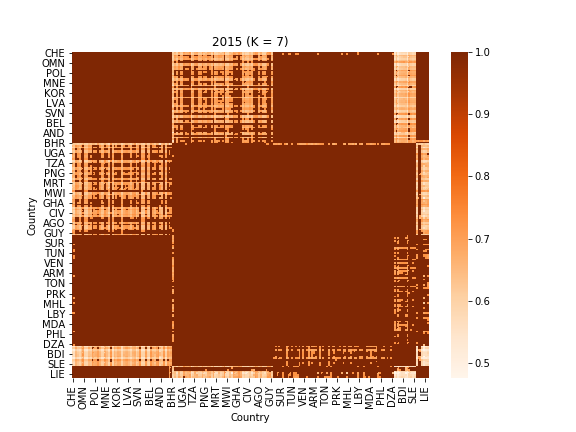 2015 (K = 7)
CHE
OMN
POL
MNE
KOR
LVA
SVN
BEL
AND
BHR
UGA
TZA
PNG
MRT
MWI
GHA
CIV
AGO
GUY
SUR
TUN
VEN
ARM
TON
PRK
MHL
LBY
MDA
PHL
DZA
BDI
SLE
LIE
Country
CHE OMN POL MNE KOR LVA SVN BEL AND BHR UGA TZA PNG MRT MWI GHA CIV AGO GUY SUR TUN VEN ARM TON PRK MHL LBY MDA PHL DZA BDI SLE LIE
Country
1.0
0.9
0.8
0.7
0.6
0.5